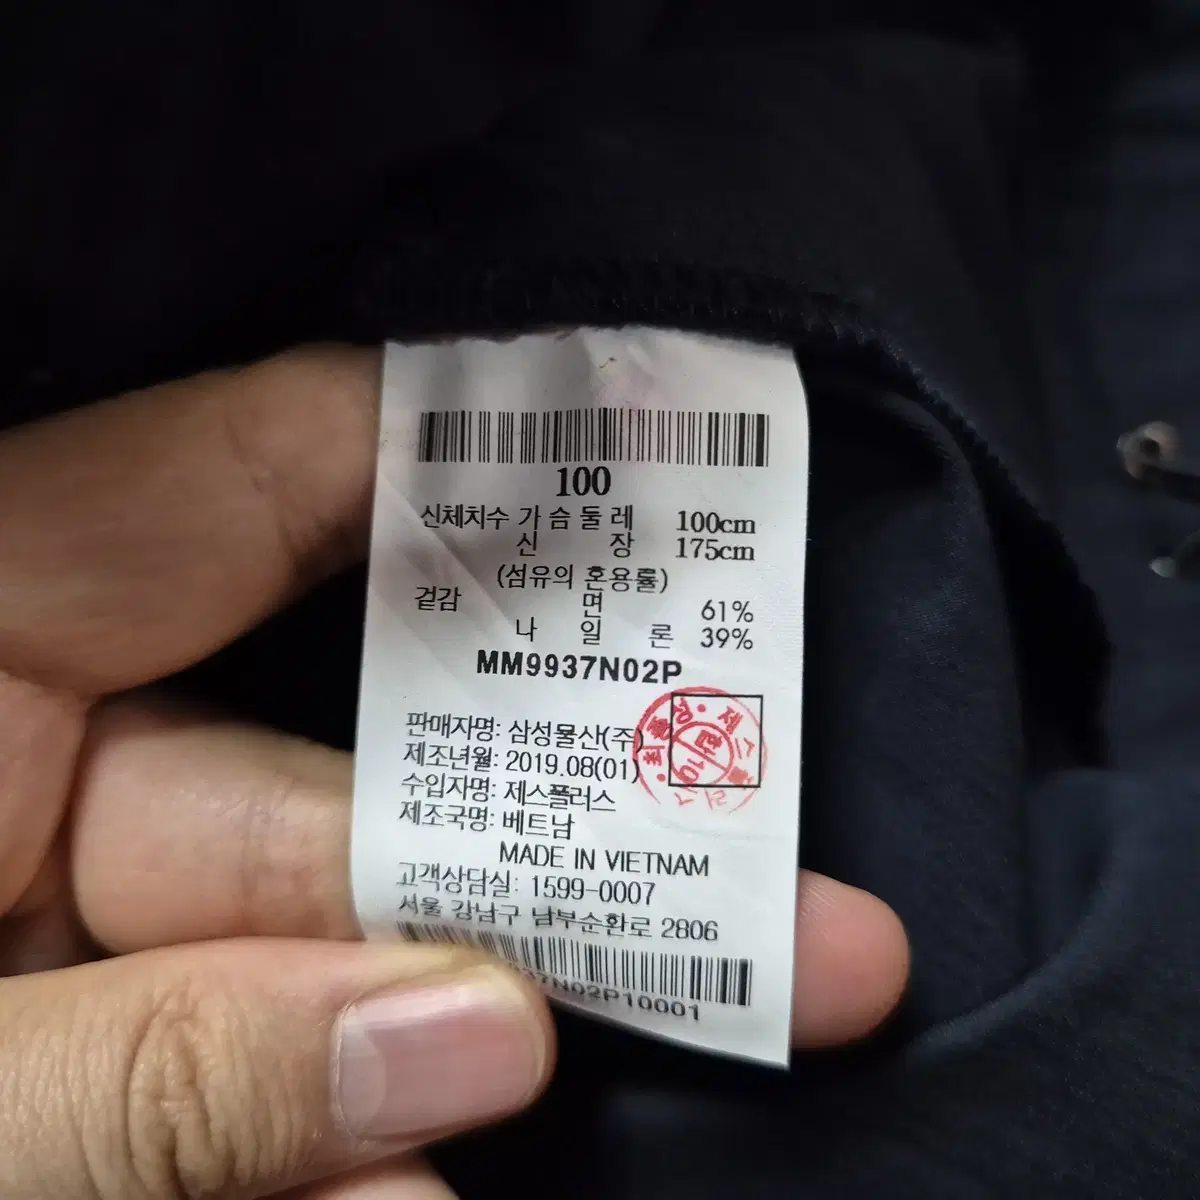 100
신체치수 가슴둘레 100cm
신 장 175cm
(섬유의 혼용률)
겉감 면 61%
나 일 론 39%
MM9937N02P
판매자명: 삼성물산(주)
제조년월: 2019.08(01)
수입자명: 제스플러스
제조국명: 베트남
MADE IN VIETNAM
고객상담실: 1599-0007
서울 강남구 남부순환로 2806
37N02P10001